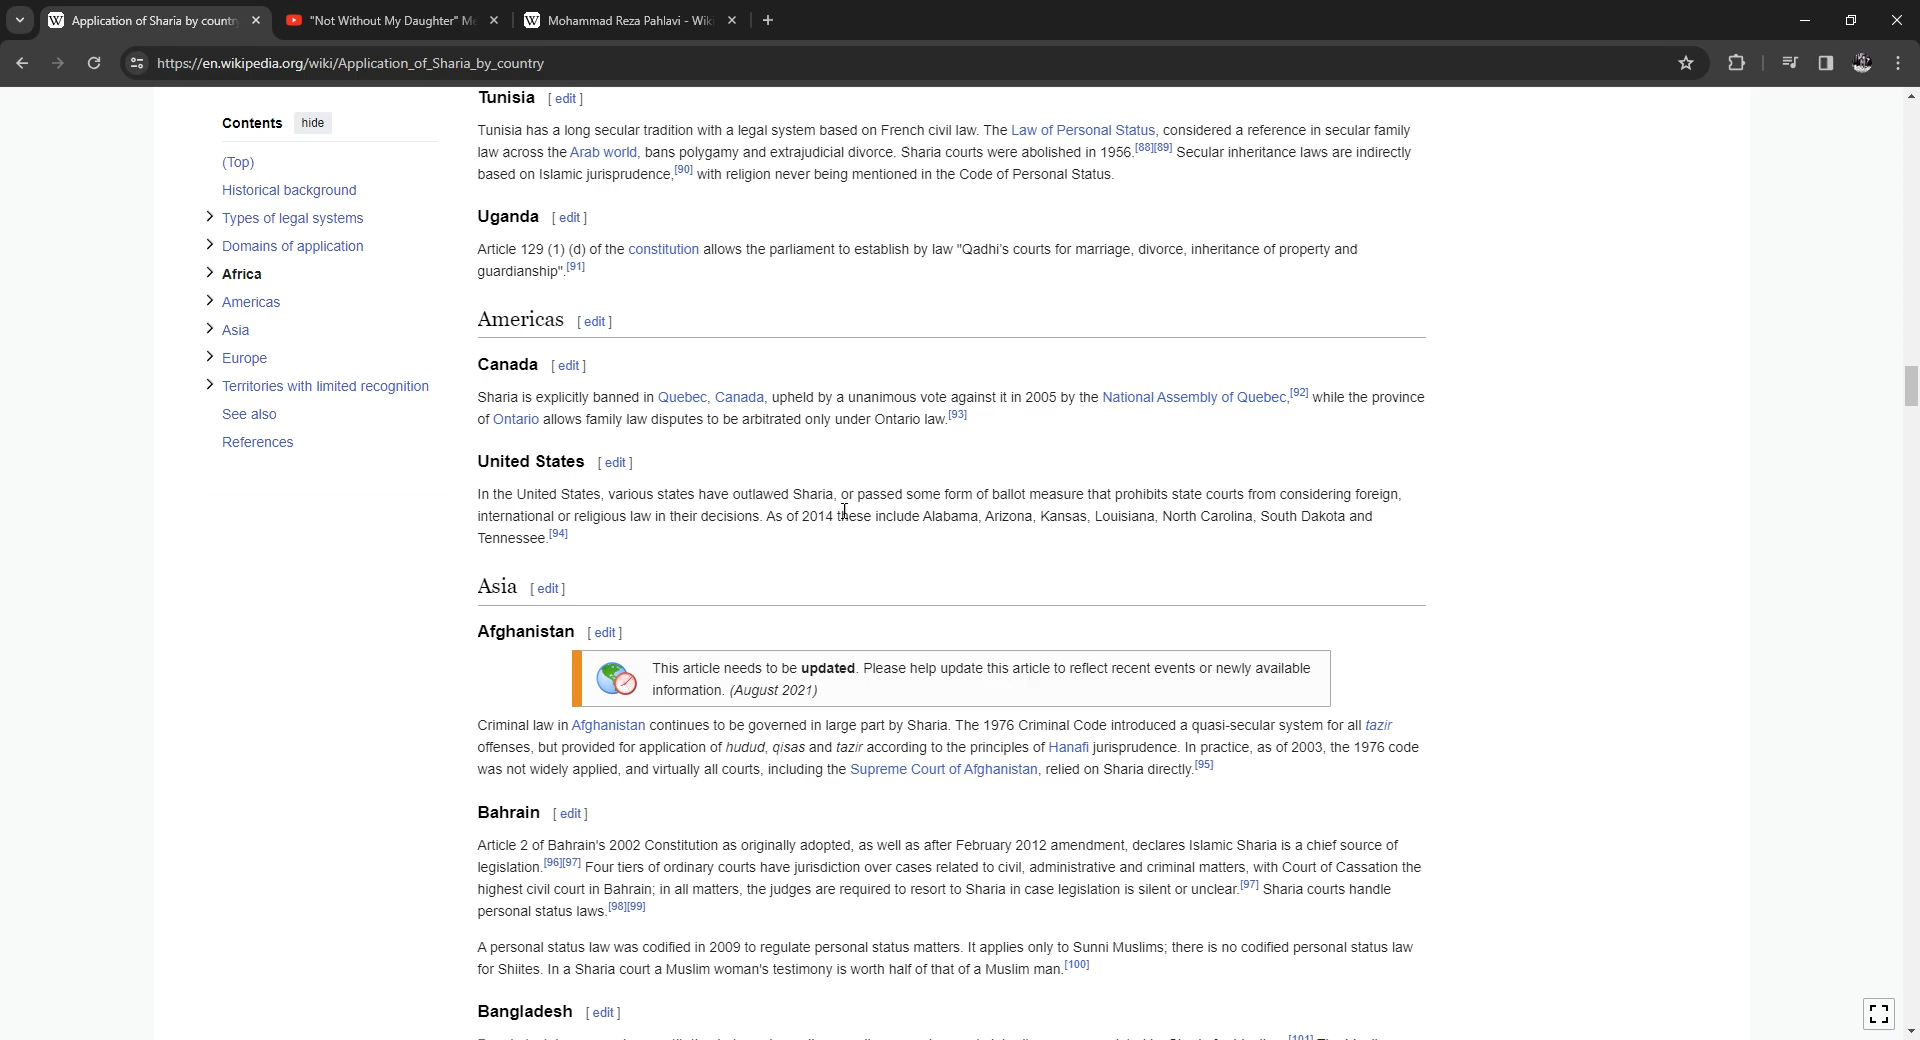 Application of Sharia by countr
"Not Without My Daughter" M
Mohammad Reza Pahlavi - Wik
https://en.wikipedia.org/wiki/Application_of_Sharia_by_country
Contents hide
(Top)
Historical background
Types of legal systems
Domains of application
Africa
Americas
Asia
Europe
Territories with limited recognition
See also
References
Tunisia [ edit ]
Tunisia has a long secular tradition with a legal system based on French civil law. The Law of Personal Status, considered a reference in secular family
law across the Arab world, bans polygamy and extrajudicial divorce. Sharia courts were abolished in 1956.[88][89] Secular inheritance laws are indirectly
based on Islamic jurisprudence,[90] with religion never being mentioned in the Code of Personal Status.
Uganda [ edit ]
Article 129 (1) (d) of the constitution allows the parliament to establish by law "Qadhi's courts for marriage, divorce, inheritance of property and
guardianship".[91]
Americas [ edit ]
Canada [ edit ]
Sharia is explicitly banned in Quebec, Canada, upheld by a unanimous vote against it in 2005 by the National Assembly of Quebec,[92] while the province
of Ontario allows family law disputes to be arbitrated only under Ontario law.[93]
United States [ edit ]
In the United States, various states have outlawed Sharia, or passed some form of ballot measure that prohibits state courts from considering foreign,
international or religious law in their decisions. As of 2014 these include Alabama, Arizona, Kansas, Louisiana, North Carolina, South Dakota and
Tennessee.[94]
Asia [ edit ]
Afghanistan [ edit ]
This article needs to be updated. Please help update this article to reflect recent events or newly available
information. (August 2021)
Criminal law in Afghanistan continues to be governed in large part by Sharia. The 1976 Criminal Code introduced a quasi-secular system for all tazir
offenses, but provided for application of hudud, qisas and tazir according to the principles of Hanafi jurisprudence. In practice, as of 2003, the 1976 code
was not widely applied, and virtually all courts, including the Supreme Court of Afghanistan, relied on Sharia directly.[95]
Bahrain [ edit ]
Article 2 of Bahrain's 2002 Constitution as originally adopted, as well as after February 2012 amendment, declares Islamic Sharia is a chief source of
legislation.[96][97] Four tiers of ordinary courts have jurisdiction over cases related to civil, administrative and criminal matters, with Court of Cassation the
highest civil court in Bahrain; in all matters, the judges are required to resort to Sharia in case legislation is silent or unclear.[97] Sharia courts handle
personal status laws.[98][99]
A personal status law was codified in 2009 to regulate personal status matters. It applies only to Sunni Muslims; there is no codified personal status law
for Shiites. In a Sharia court a Muslim woman's testimony is worth half of that of a Muslim man.[100]
Bangladesh [ edit ]